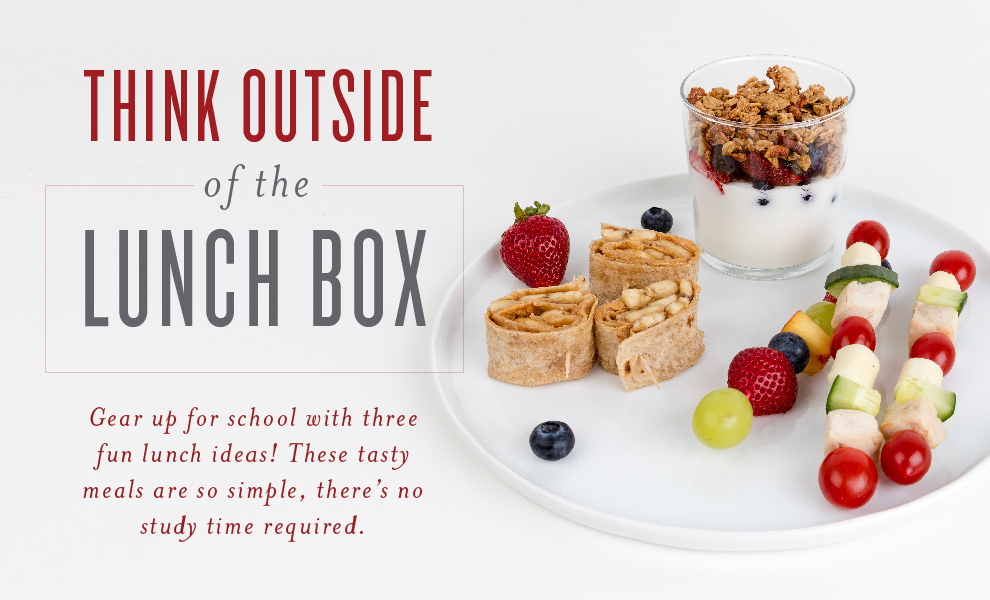 THINK OUTSIDE
of the
LUNCH BOX
Gear up for school with three
fun lunch ideas! These tasty
meals are so simple, there's no
study time required.